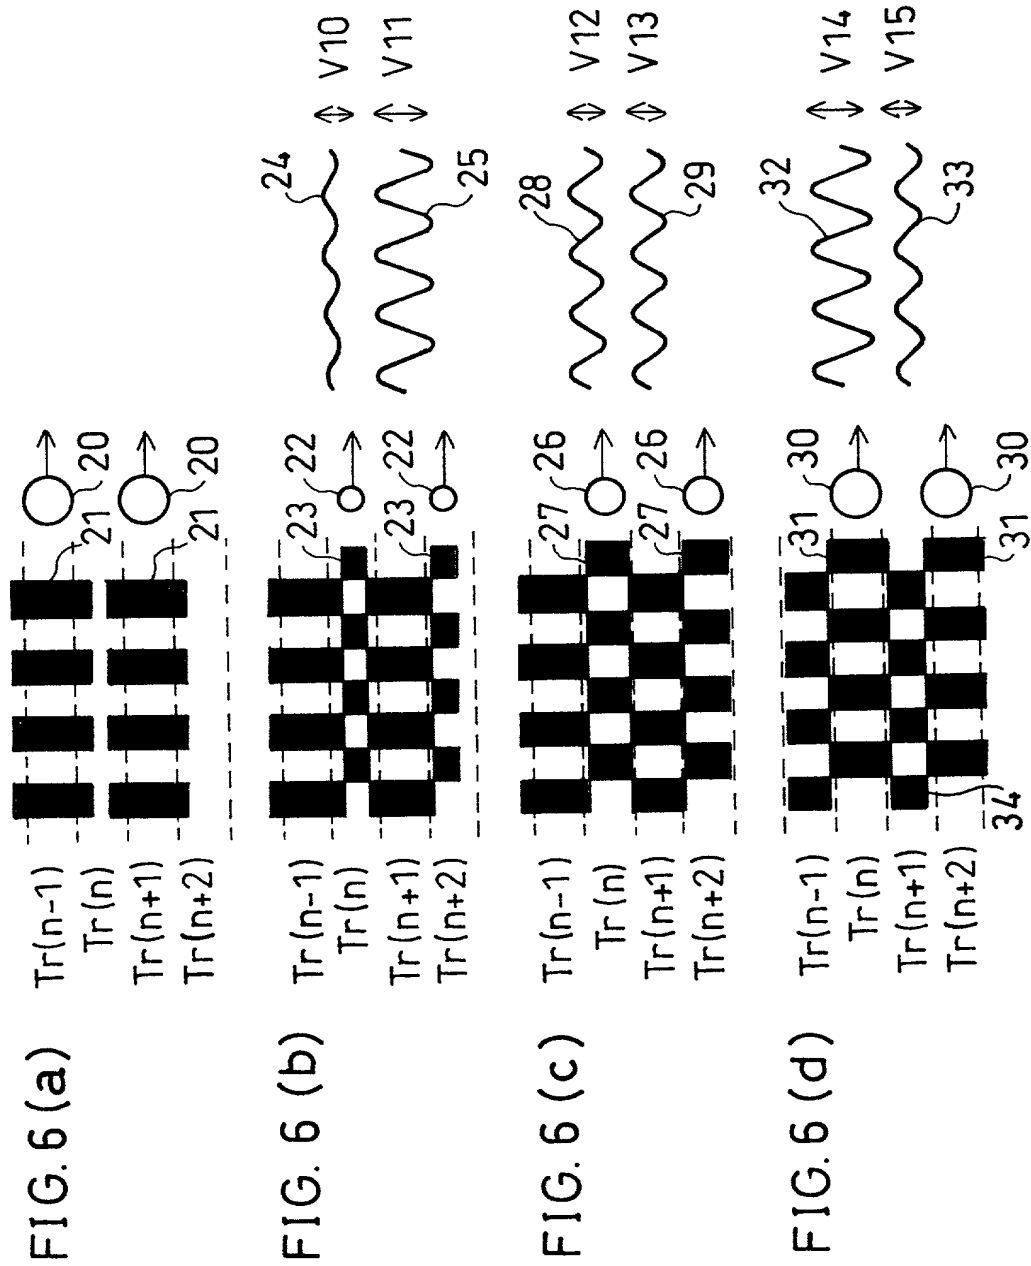 FIG. 6 (a)
Tr(n-1)
Tr(n)
Tr(n+1)
Tr(n+2)
21
20
21
20
FIG. 6 (b)
Tr(n-1)
Tr(n)
Tr(n+1)
Tr(n+2)
23
22
23
22
24
25
V10
V11
FIG. 6 (c)
Tr(n-1)
Tr(n)
Tr(n+1)
Tr(n+2)
27
26
27
26
28
29
V12
V13
FIG. 6 (d)
Tr(n-1)
Tr(n)
Tr(n+1)
Tr(n+2)
34
31
30
31
30
32
33
V14
V15